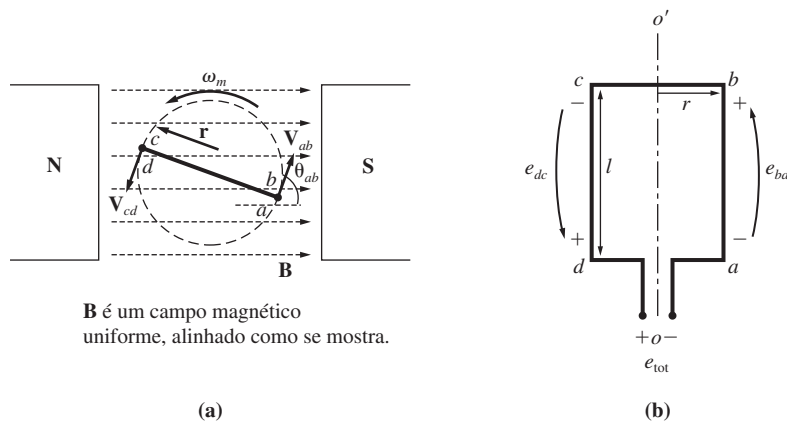 ω_m
N
S
c
r
V_ab
d
b
θ_ab
V_cd
a
B
B é um campo magnético
uniforme, alinhado como se mostra.
(a)
o'
c
b
−
r
+
e_dc
l
e_ba
+
−
d
a
+o−
e_tot
(b)